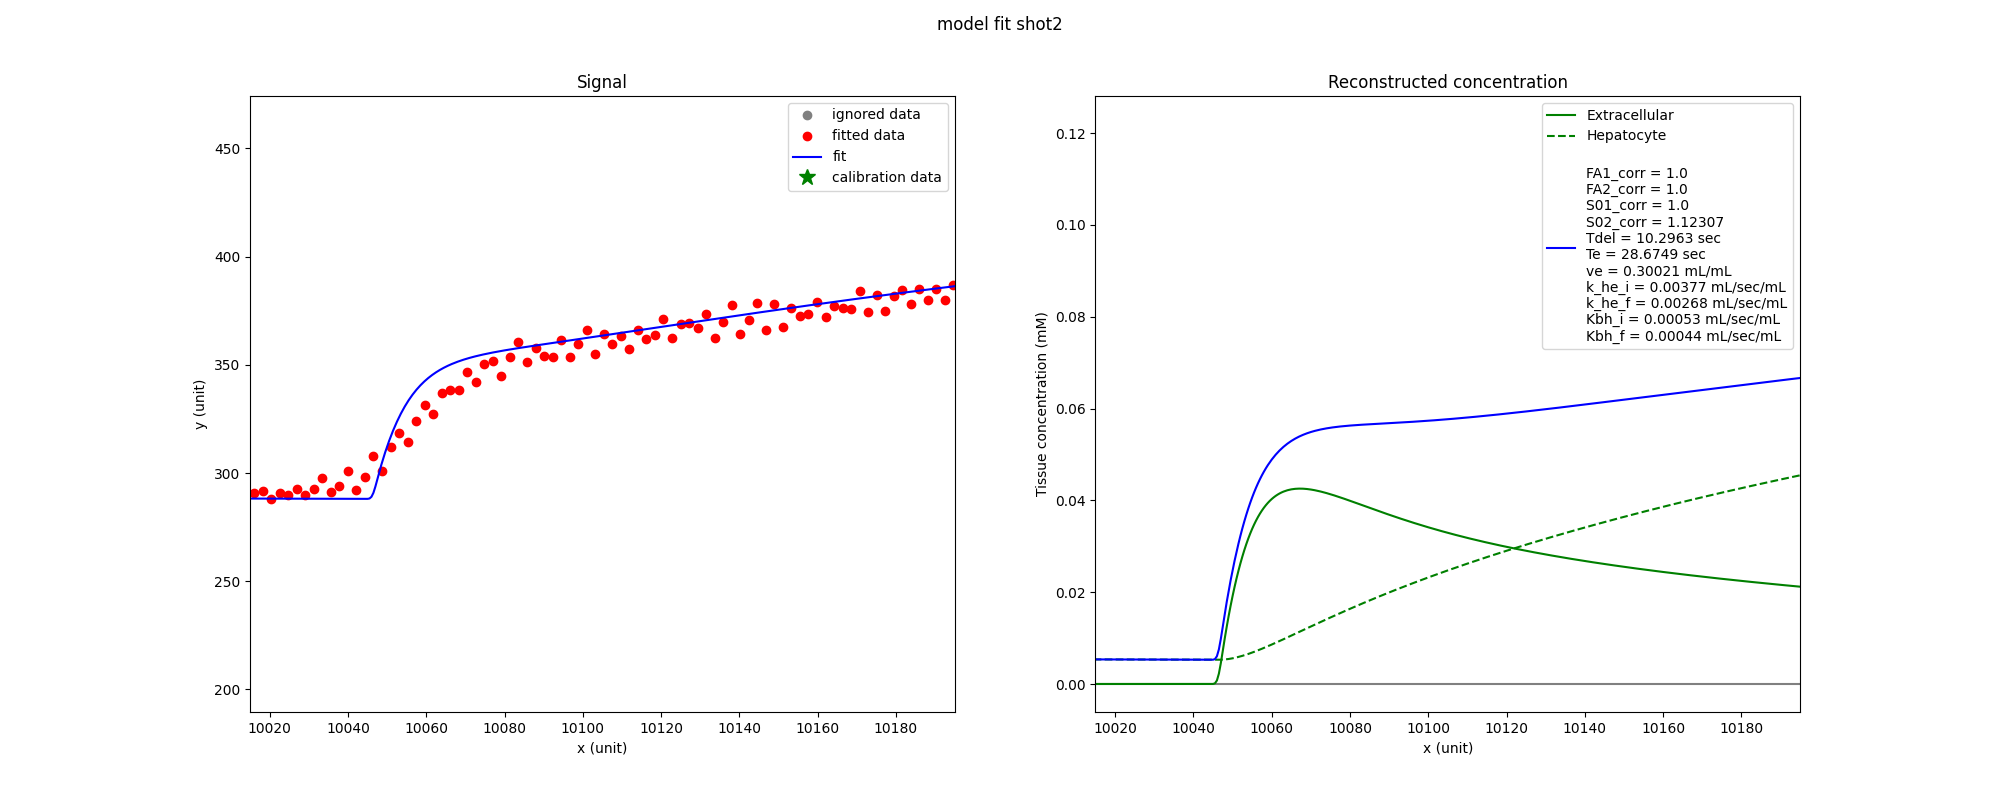 model fit shot2
Signal
450
400
350
300
250
200
y (unit)
10020 10040 10060 10080 10100 10120 10140 10160 10180
x (unit)
ignored data
fitted data
fit
calibration data
Reconstructed concentration
0.12
0.10
0.08
0.06
0.04
0.02
0.00
Tissue concentration (mM)
10020 10040 10060 10080 10100 10120 10140 10160 10180
x (unit)
Extracellular
Hepatocyte
FA1_corr = 1.0
FA2_corr = 1.0
S01_corr = 1.0
S02_corr = 1.12307
Tdel = 10.2963 sec
Te = 28.6749 sec
ve = 0.30021 mL/mL
k_he_i = 0.00377 mL/sec/mL
k_he_f = 0.00268 mL/sec/mL
Kbh_i = 0.00053 mL/sec/mL
Kbh_f = 0.00044 mL/sec/mL